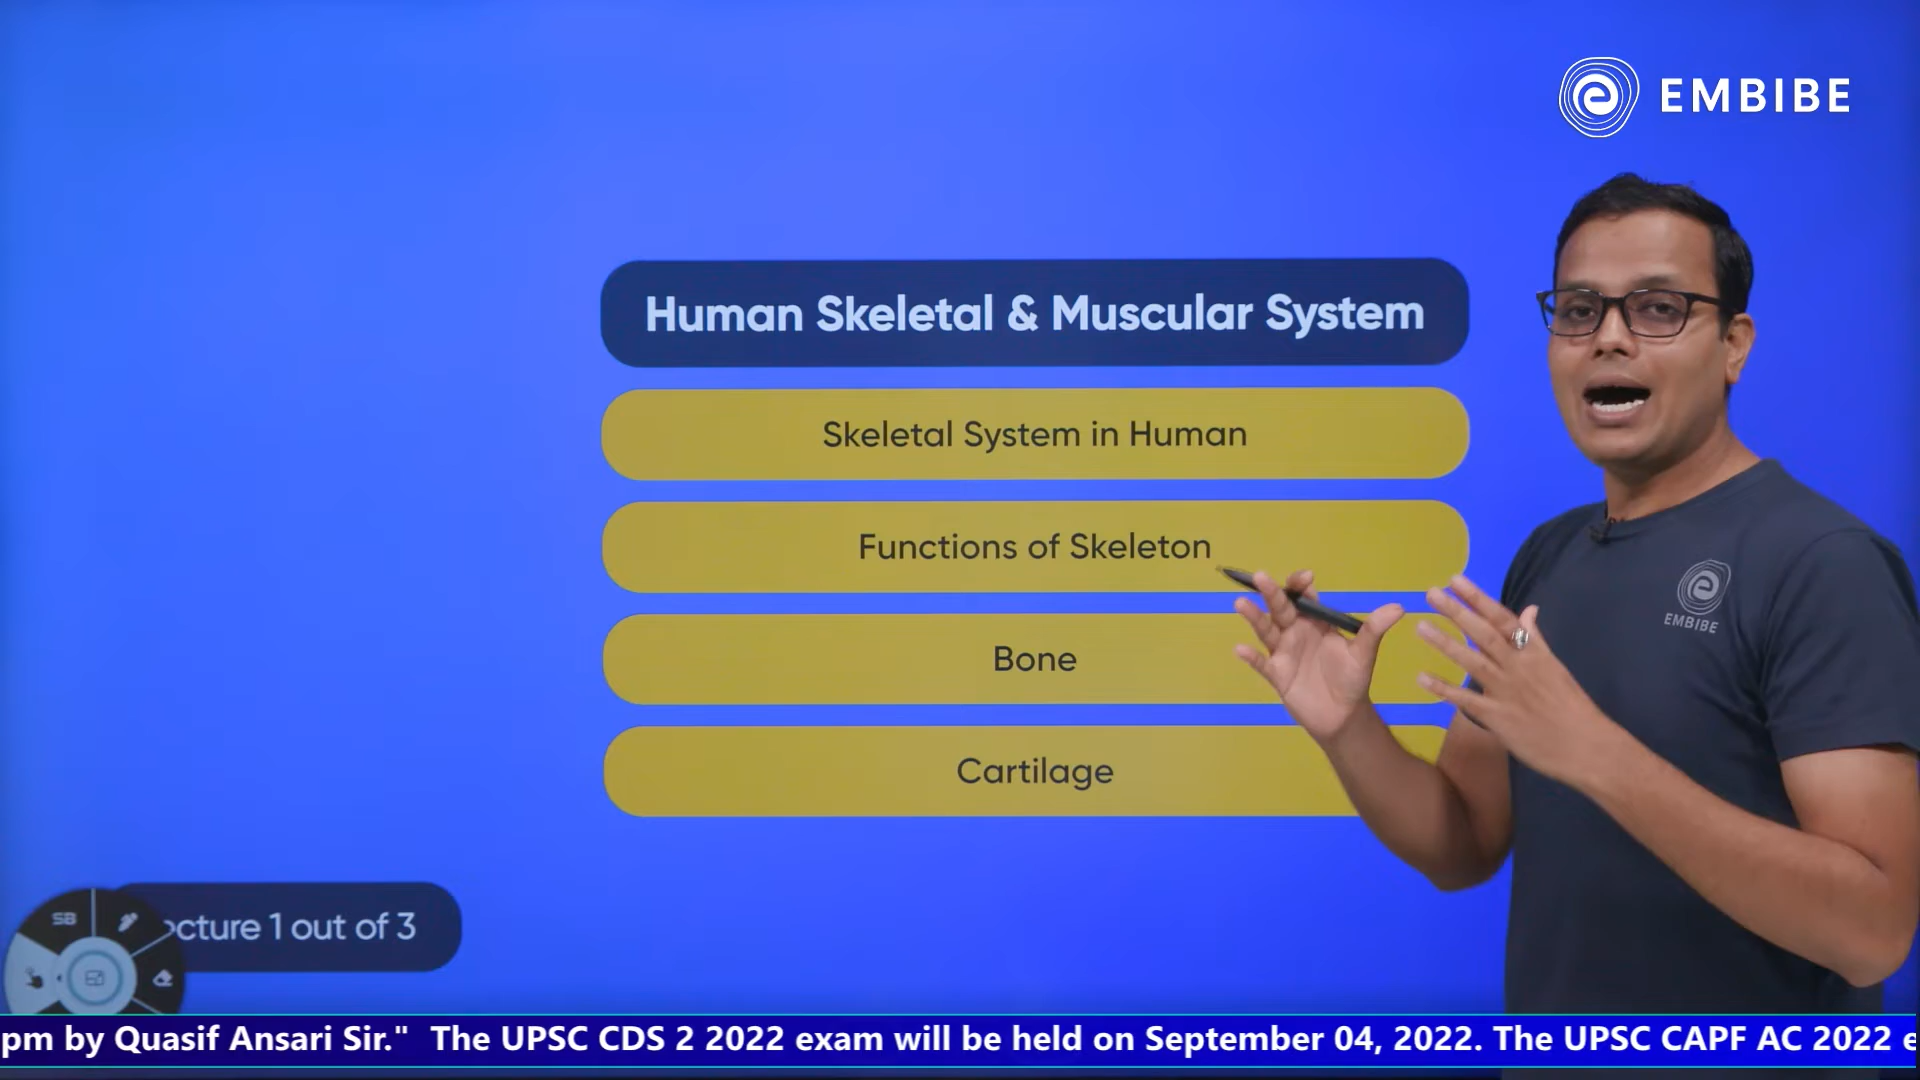 EMBIBE
Human Skeletal & Muscular System
Skeletal System in Human
Functions of Skeleton
Bone
Cartilage
EMBIBE
SB
out of 3
pm by Quasif Ansari Sir." The UPSC CDS 2 2022 exam will be held on September 04, 2022. The UPSC CAPF AC 2022